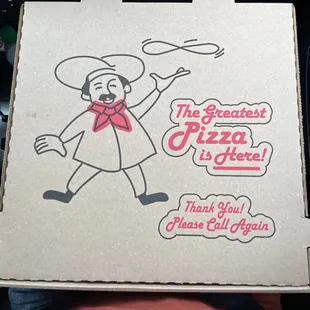 The Greatest
Pizza
is Here!
Thank You!
Please Call Again